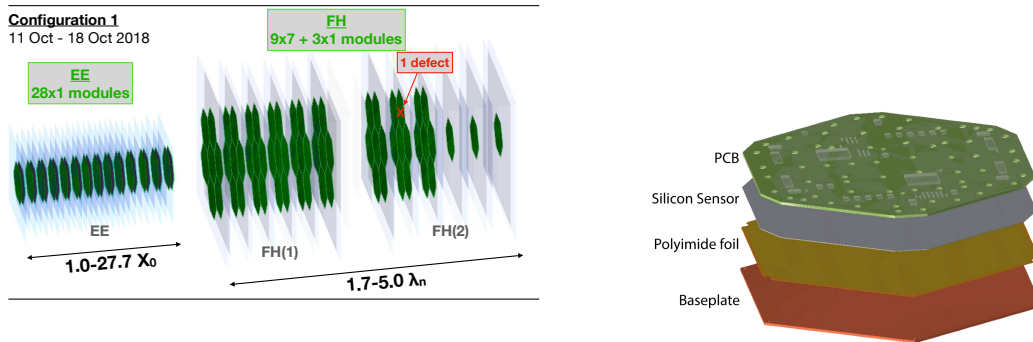 Configuration 1
11 Oct - 18 Oct 2018
FH
9x7 + 3x1 modules
1 defect
EE
28x1 modules
X
EE
FH(1)
FH(2)
1.0-27.7 X₀
1.7-5.0 λₙ
PCB
Silicon Sensor
Polyimide foil
Baseplate